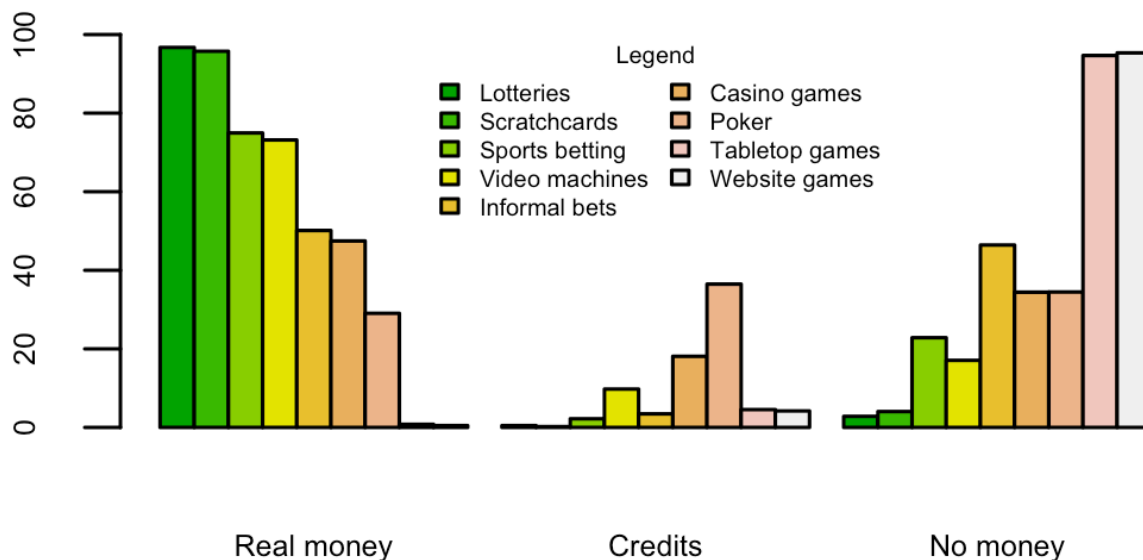 100
80
60
40
20
0
Legend
Lotteries
Scratchcards
Sports betting
Video machines
Informal bets
Casino games
Poker
Tabletop games
Website games
Real money
Credits
No money